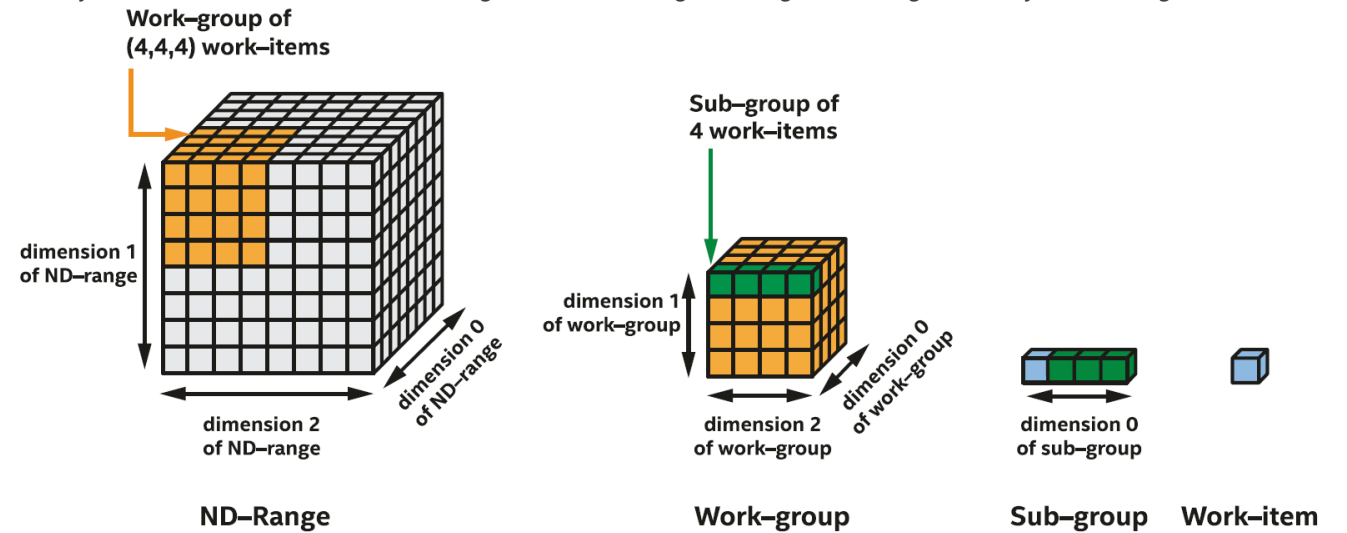 Work–group of
(4,4,4) work–items
dimension 1
of ND–range
dimension 2
of ND–range
dimension 0
of ND–range
ND–Range
Sub–group of
4 work–items
dimension 1
of work–group
dimension 2
of work–group
dimension 0
of work–group
Work–group
dimension 0
of sub–group
Sub–group
Work–item